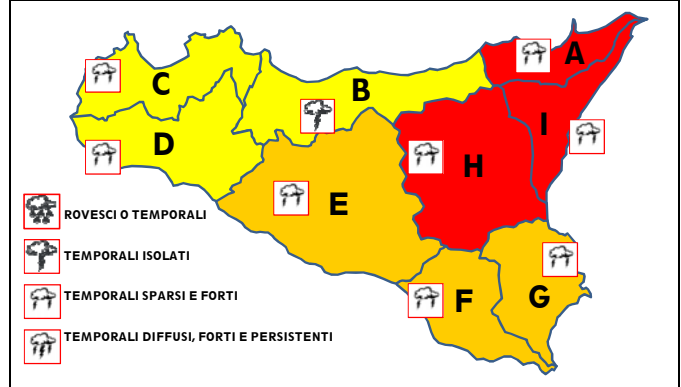 A
C
B
I
D
H
E
ROVESCI O TEMPORALI
TEMPORALI ISOLATI
TEMPORALI SPARSI E FORTI
F
G
TEMPORALI DIFFUSI, FORTI E PERSISTENTI